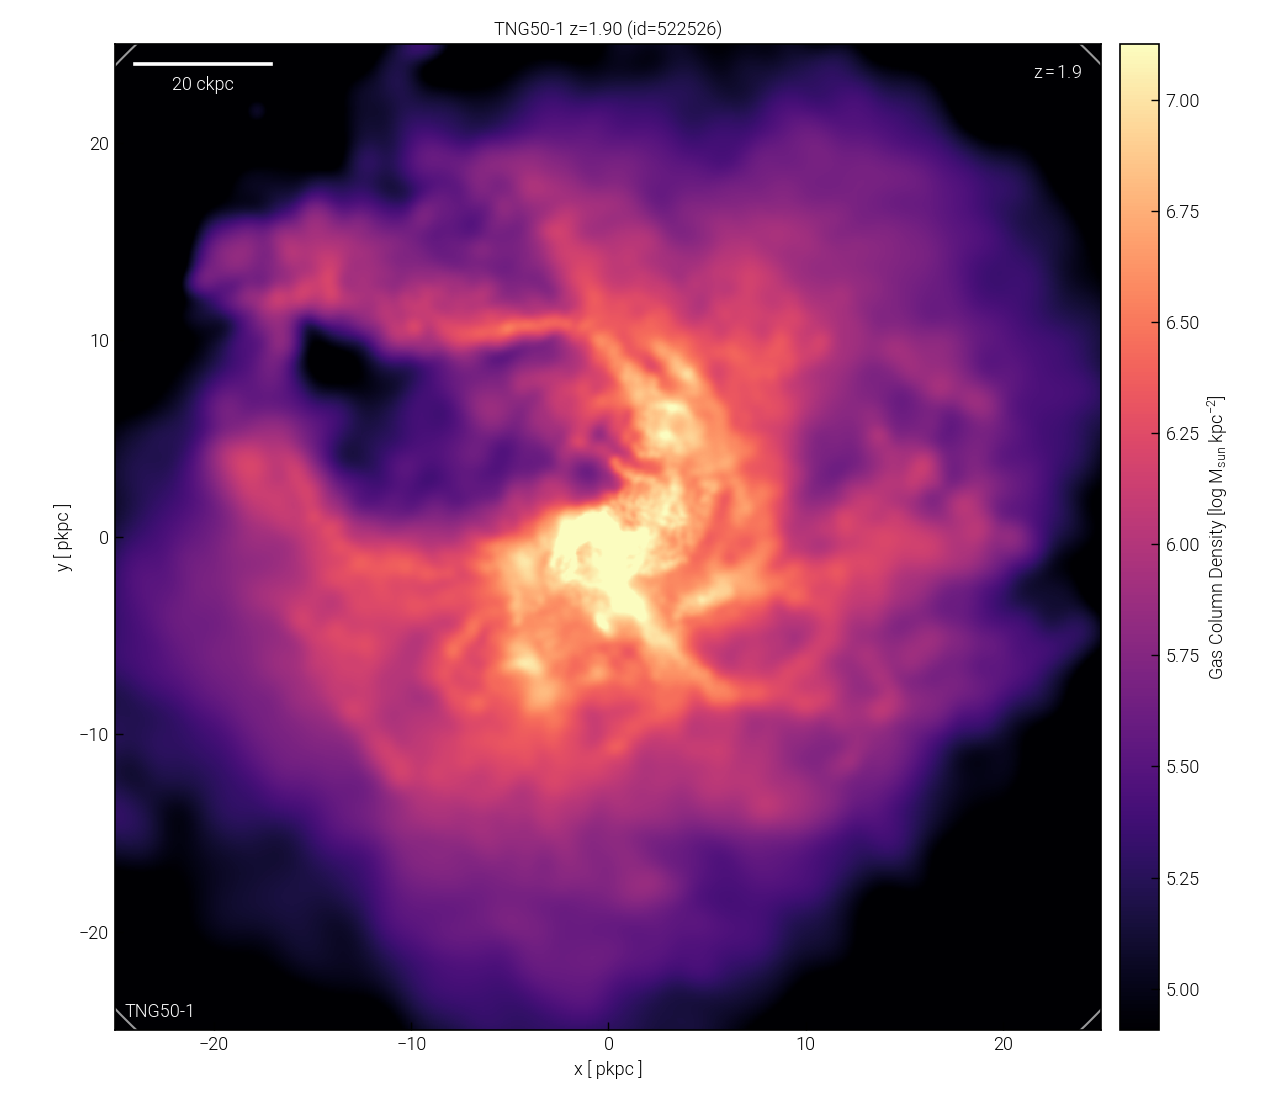 TNG50-1 z=1.90 (id=522526)
20 ckpc
z = 1.9
TNG50-1
20
10
0
−10
−20
y [ pkpc ]
−20
−10
0
10
20
x [ pkpc ]
7.00
6.75
6.50
6.25
6.00
5.75
5.50
5.25
5.00
Gas Column Density [log M_sun kpc^−2]